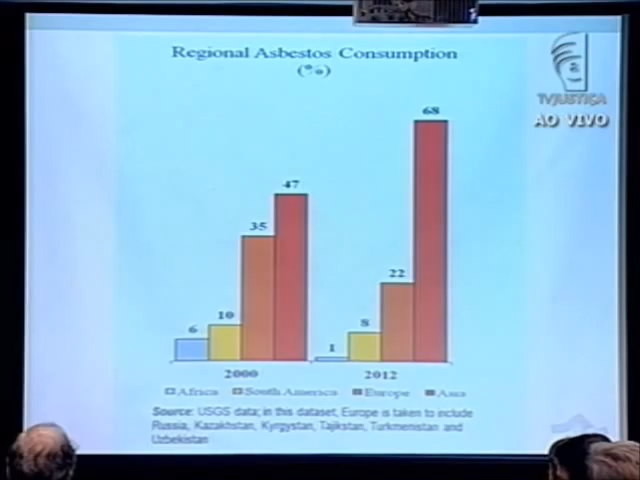 Regional Asbestos Consumption
(%)
TVJUSTIÇA
AO VIVO
68
47
35
22
10
8
6
1
2000
2012
Africa South America Europe Asia
Source: USGS data; in this dataset, Europe is taken to include
Russia, Kazakhstan, Kyrgystan, Tajikstan, Turkmenistan and
Uzbekistan